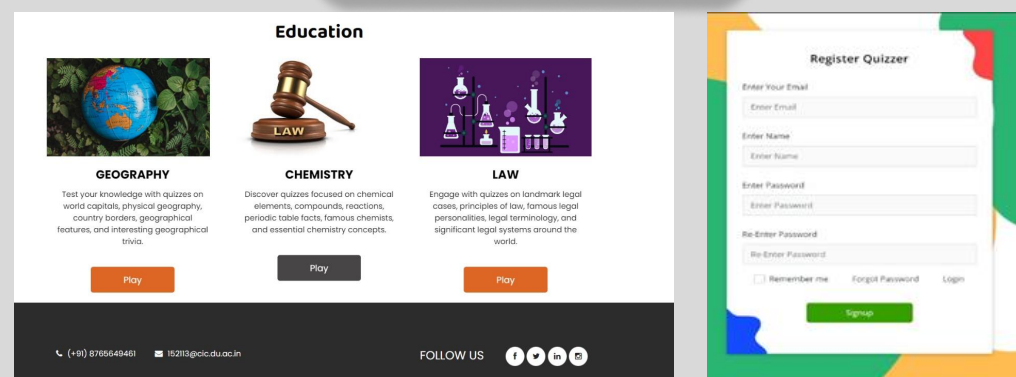 Education
LAW
GEOGRAPHY
Test your knowledge with quizzes on
world capitals, physical geography,
country borders, geographical
features, and interesting geographical
trivia.
Play
CHEMISTRY
Discover quizzes focused on chemical
elements, compounds, reactions,
periodic table facts, famous chemists,
and essential chemistry concepts.
Play
LAW
Engage with quizzes on landmark legal
cases, principles of law, famous legal
personalities, legal terminology, and
significant legal systems around the
world.
Play
(+91) 8765649461
152113@cic.du.ac.in
FOLLOW US
Register Quizzer
Enter Your Email
Enter Email
Enter Name
Enter Name
Enter Password
Enter Password
Re-Enter Password
Re-Enter Password
Remember me Forgot Password Login
Signup